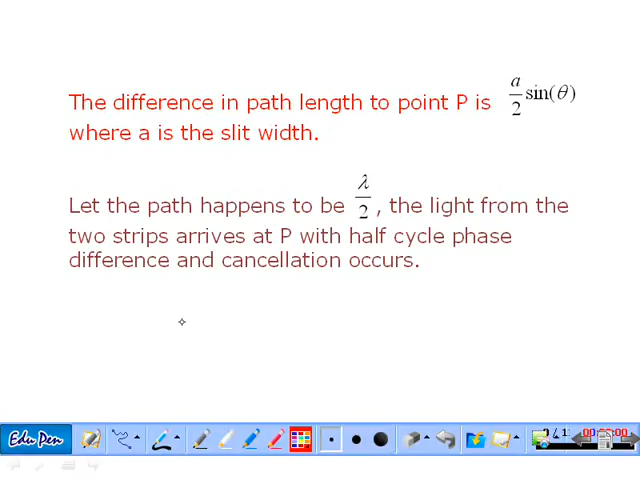 The difference in path length to point P is a/2 sin(θ)
where a is the slit width.
Let the path happens to be λ/2 , the light from the
two strips arrives at P with half cycle phase
difference and cancellation occurs.
Edu Pen